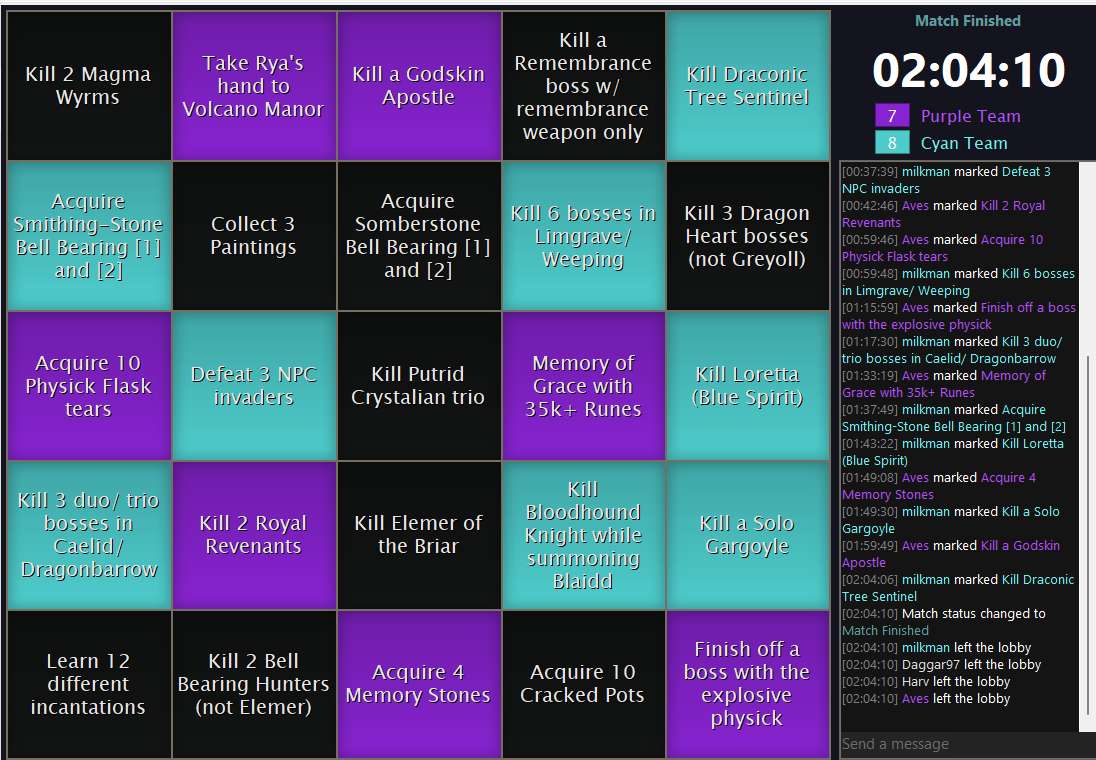 Kill 2 Magma
Wyrms
Take Rya's
hand to
Volcano Manor
Kill a Godskin
Apostle
Kill a
Remembrance
boss w/
remembrance
weapon only
Kill Draconic
Tree Sentinel
Acquire
Smithing-Stone
Bell Bearing [1]
and [2]
Collect 3
Paintings
Acquire
Somberstone
Bell Bearing [1]
and [2]
Kill 6 bosses in
Limgrave/
Weeping
Kill 3 Dragon
Heart bosses
(not Greyoll)
Acquire 10
Physick Flask
tears
Defeat 3 NPC
invaders
Kill Putrid
Crystalian trio
Memory of
Grace with
35k+ Runes
Kill Loretta
(Blue Spirit)
Kill 3 duo/ trio
bosses in
Caelid/
Dragonbarrow
Kill 2 Royal
Revenants
Kill Elemer of
the Briar
Kill
Bloodhound
Knight while
summoning
Blaidd
Kill a Solo
Gargoyle
Learn 12
different
incantations
Kill 2 Bell
Bearing Hunters
(not Elemer)
Acquire 4
Memory Stones
Acquire 10
Cracked Pots
Finish off a
boss with the
explosive
physick
Match Finished
02:04:10
7 Purple Team
8 Cyan Team
[00:37:39] milkman marked Defeat 3
NPC invaders
[00:42:46] Aves marked Kill 2 Royal
Revenants
[00:59:46] Aves marked Acquire 10
Physick Flask tears
[00:59:48] milkman marked Kill 6 bosses
in Limgrave/ Weeping
[01:15:59] Aves marked Finish off a boss
with the explosive physick
[01:17:30] milkman marked Kill 3 duo/
trio bosses in Caelid/ Dragonbarrow
[01:33:19] Aves marked Memory of
Grace with 35k+ Runes
[01:37:49] milkman marked Acquire
Smithing-Stone Bell Bearing [1] and [2]
[01:43:22] milkman marked Kill Loretta
(Blue Spirit)
[01:49:08] Aves marked Acquire 4
Memory Stones
[01:49:30] milkman marked Kill a Solo
Gargoyle
[01:59:49] Aves marked Kill a Godskin
Apostle
[02:04:06] milkman marked Kill Draconic
Tree Sentinel
[02:04:10] Match status changed to
Match Finished
[02:04:10] milkman left the lobby
[02:04:10] Daggar97 left the lobby
[02:04:10] Harv left the lobby
[02:04:10] Aves left the lobby
Send a message